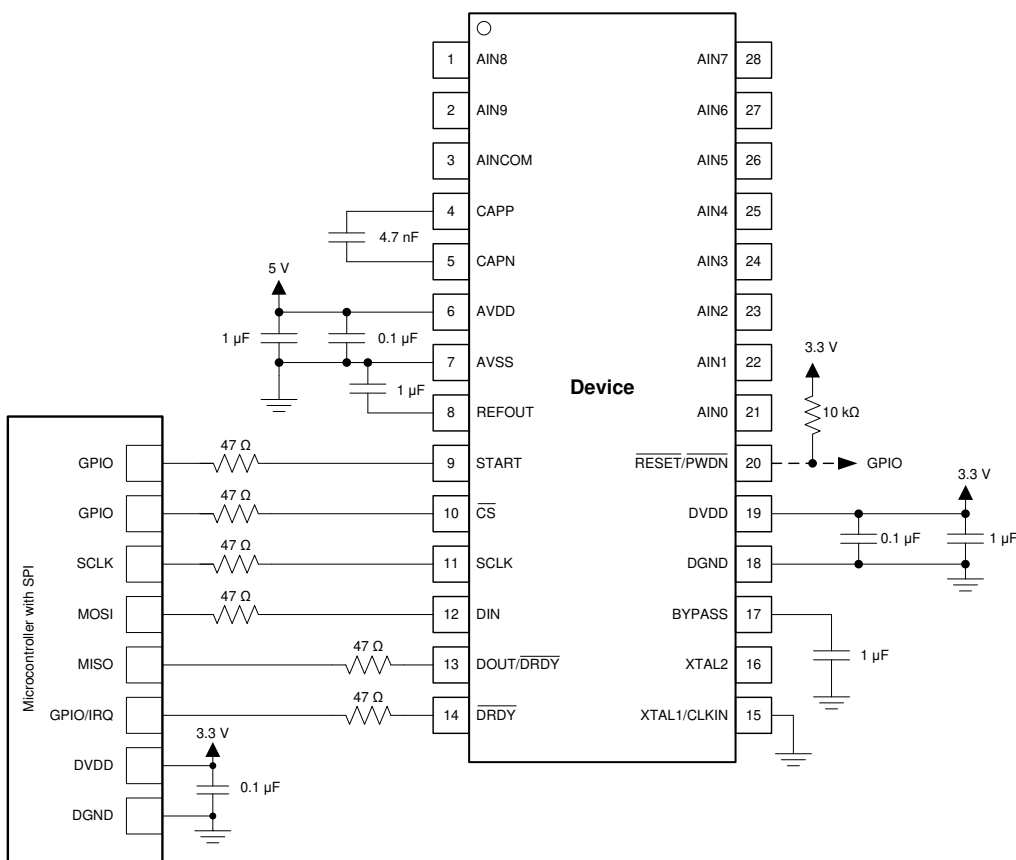 1 AIN8 AIN7 28
2 AIN9 AIN6 27
3 AINCOM AIN5 26
4 CAPP AIN4 25
4.7 nF
5 CAPN AIN3 24
5 V
6 AVDD AIN2 23
1 µF 0.1 µF
7 AVSS AIN1 22
3.3 V
1 µF
Device
8 REFOUT AIN0 21
10 kΩ
GPIO 47 Ω 9 START RESET/PWDN 20 GPIO
3.3 V
GPIO 47 Ω 10 CS DVDD 19
0.1 µF 1 µF
SCLK 47 Ω 11 SCLK DGND 18
MOSI 47 Ω 12 DIN BYPASS 17
1 µF
MISO 47 Ω 13 DOUT/DRDY XTAL2 16
GPIO/IRQ 47 Ω 14 DRDY XTAL1/CLKIN 15
3.3 V
DVDD
0.1 µF
DGND
Microcontroller with SPI